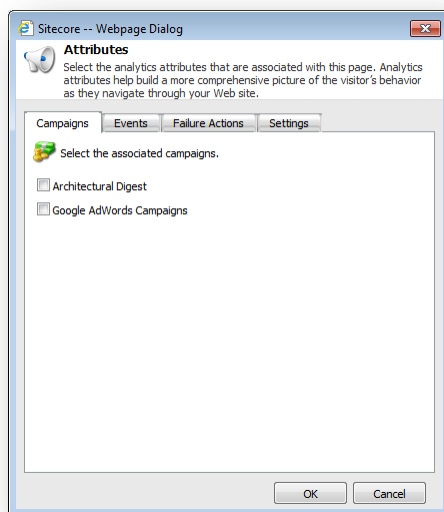 Sitecore -- Webpage Dialog
Attributes
Select the analytics attributes that are associated with this page. Analytics
attributes help build a more comprehensive picture of the visitor's behavior
as they navigate through your Web site.
Campaigns Events Failure Actions Settings
Select the associated campaigns.
Architectural Digest
Google AdWords Campaigns
OK Cancel